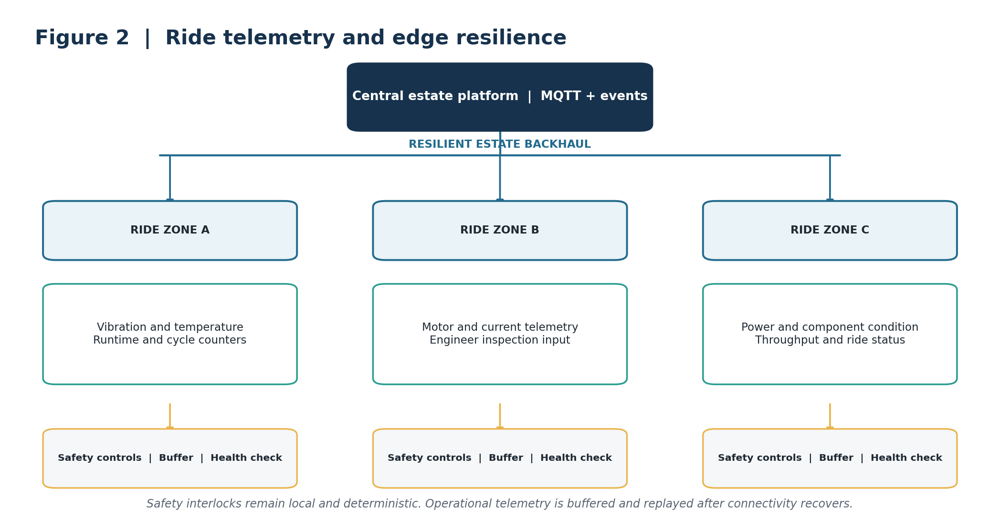 Figure 2 | Ride telemetry and edge resilience
Central estate platform | MQTT + events
RESILIENT ESTATE BACKHAUL
RIDE ZONE A
RIDE ZONE B
RIDE ZONE C
Vibration and temperature
Runtime and cycle counters
Motor and current telemetry
Engineer inspection input
Power and component condition
Throughput and ride status
Safety controls | Buffer | Health check
Safety controls | Buffer | Health check
Safety controls | Buffer | Health check
Safety interlocks remain local and deterministic. Operational telemetry is buffered and replayed after connectivity recovers.